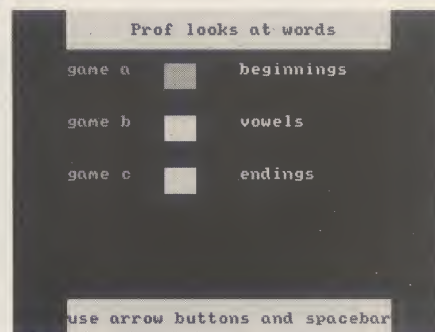 Prof looks at words
game a beginnings
game b vowels
game c endings
use arrow buttons and spacebar